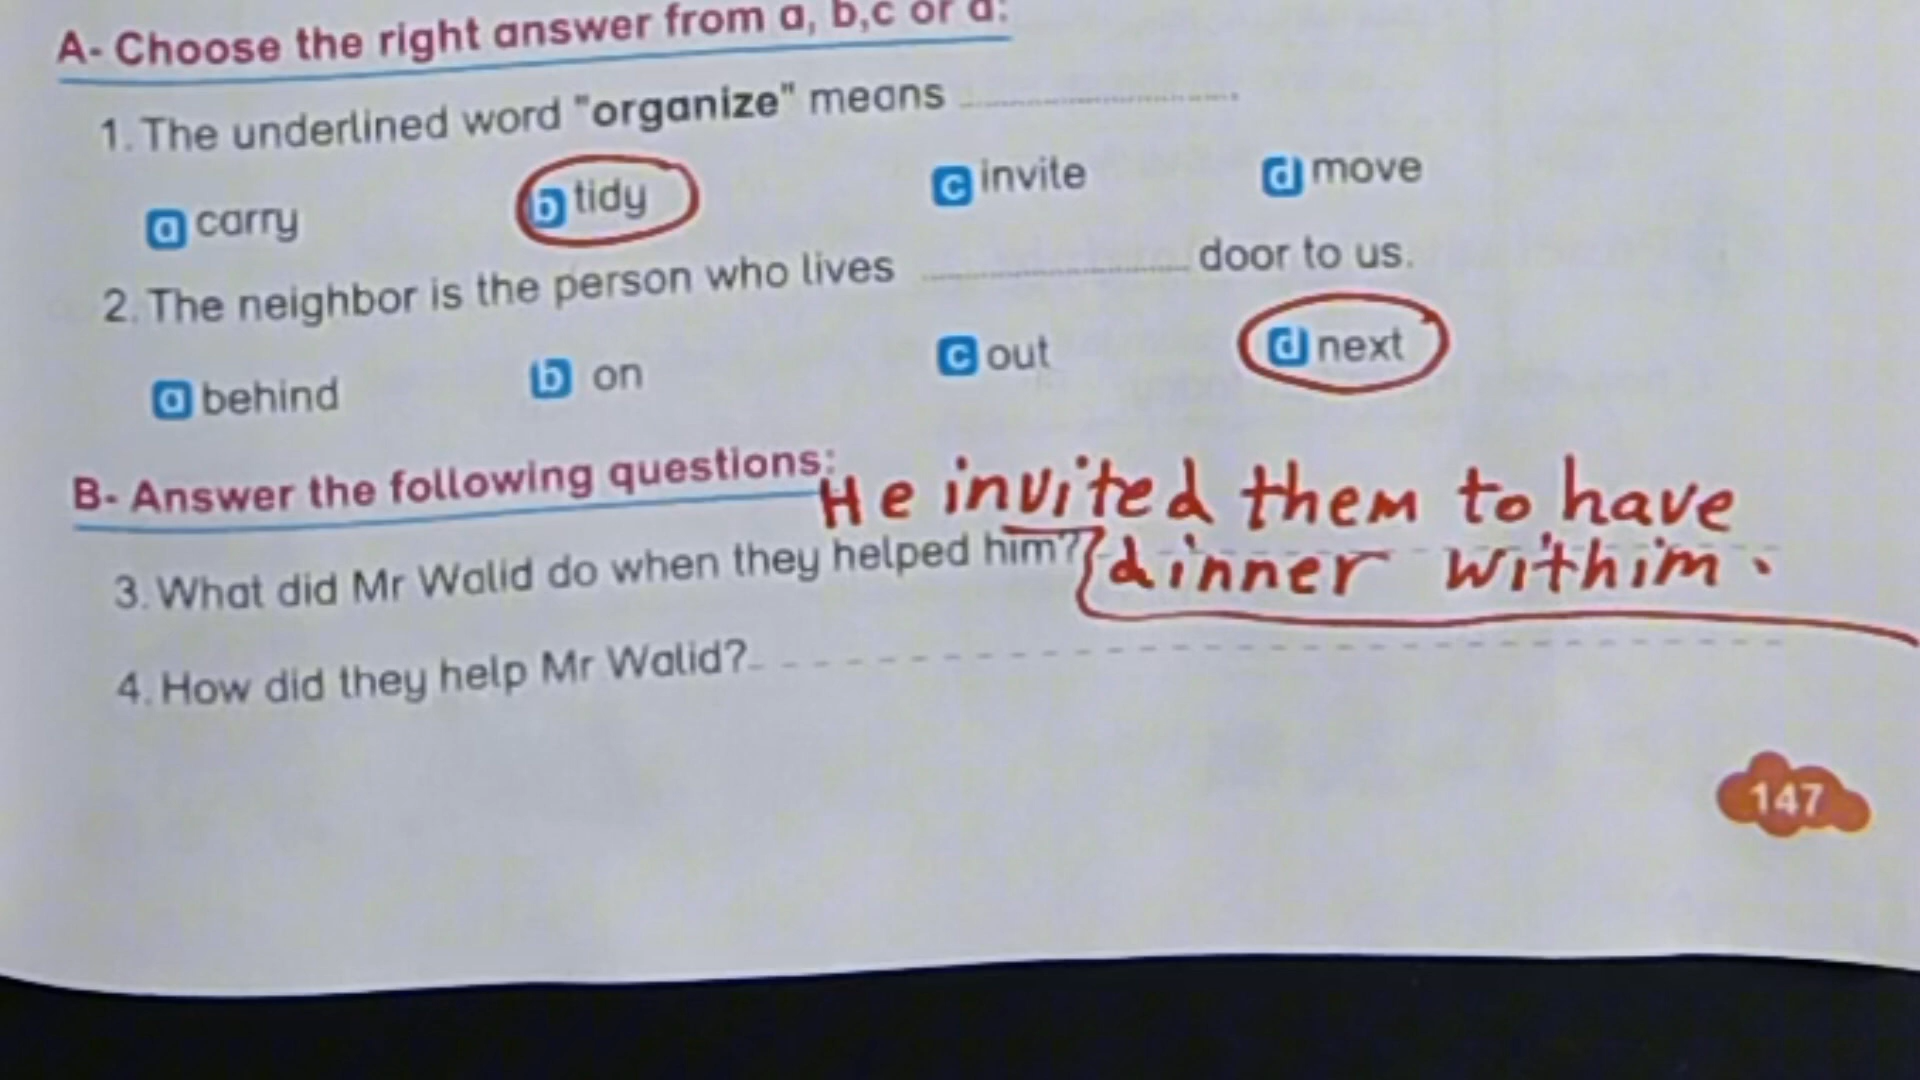 A- Choose the right answer from a, b,c or d:
1. The underlined word "organize" means
a carry b tidy c invite d move
2. The neighbor is the person who lives door to us.
a behind b on c out d next
B- Answer the following questions:
He invited them to have
3. What did Mr Walid do when they helped him? dinner withim.
4. How did they help Mr Walid?
147